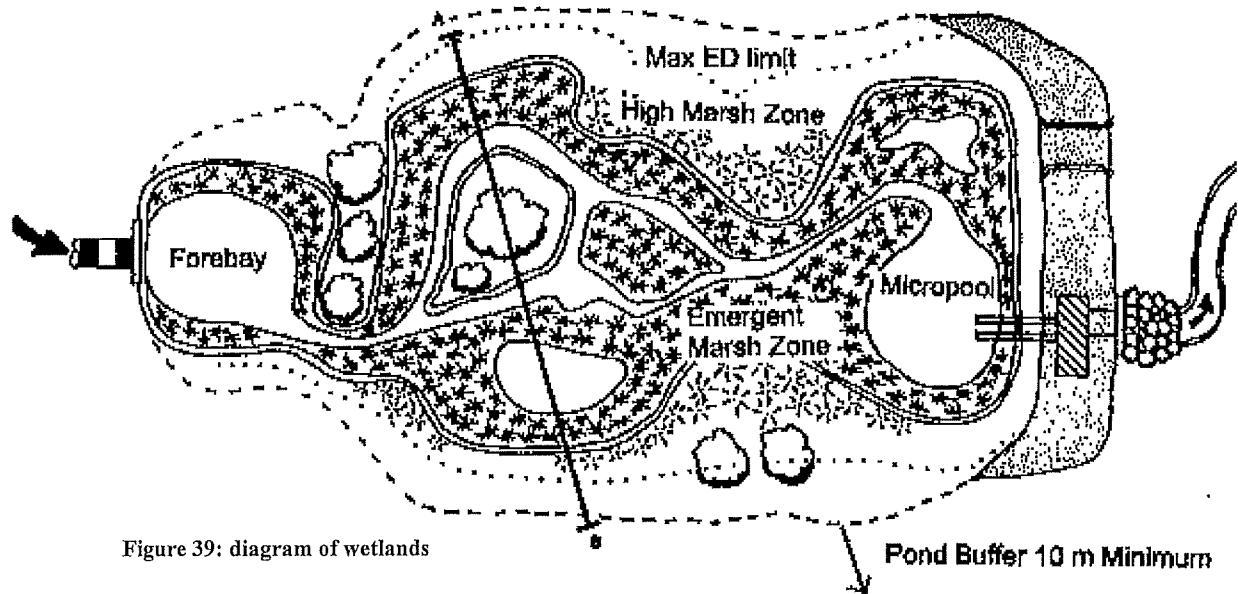 A
Max ED limit
High Marsh Zone
Forebay
Micropool
Emergent
Marsh Zone
B
Figure 39: diagram of wetlands
Pond Buffer 10 m Minimum